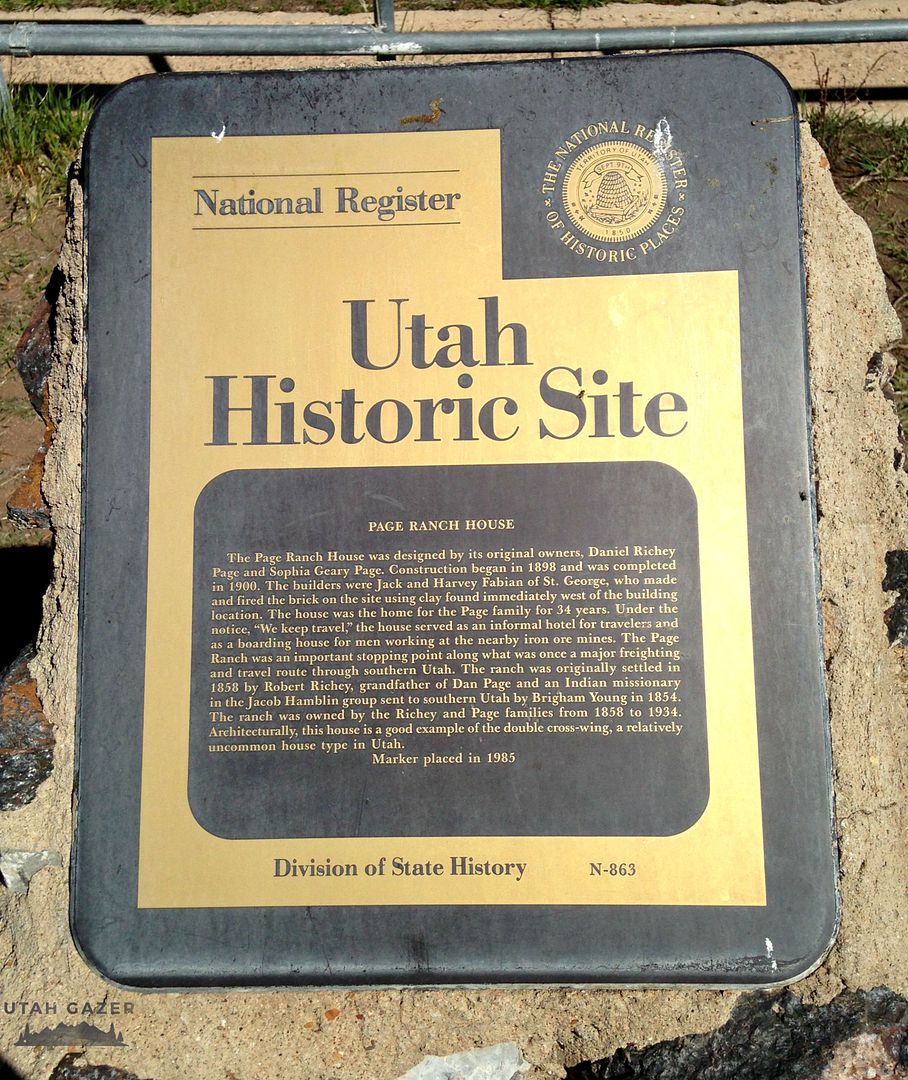 National Register
THE NATIONAL REGISTER
OF HISTORIC PLACES
TERRITORY OF UTAH
SEPT 9TH
1850
Utah
Historic Site
PAGE RANCH HOUSE
The Page Ranch House was designed by its original owners, Daniel Richey
Page and Sophia Geary Page. Construction began in 1898 and was completed
in 1900. The builders were Jack and Harvey Fabian of St. George, who made
and fired the brick on the site using clay found immediately west of the building
location. The house was the home for the Page family for 34 years. Under the
notice, “We keep travel,” the house served as an informal hotel for travelers and
as a boarding house for men working at the nearby iron ore mines. The Page
Ranch was an important stopping point along what was once a major freighting
and travel route through southern Utah. The ranch was originally settled in
1858 by Robert Richey, grandfather of Dan Page and an Indian missionary
in the Jacob Hamblin group sent to southern Utah by Brigham Young in 1854.
The ranch was owned by the Richey and Page families from 1858 to 1934.
Architecturally, this house is a good example of the double cross-wing, a relatively
uncommon house type in Utah.
Marker placed in 1985
Division of State History N-863
UTAH GAZER